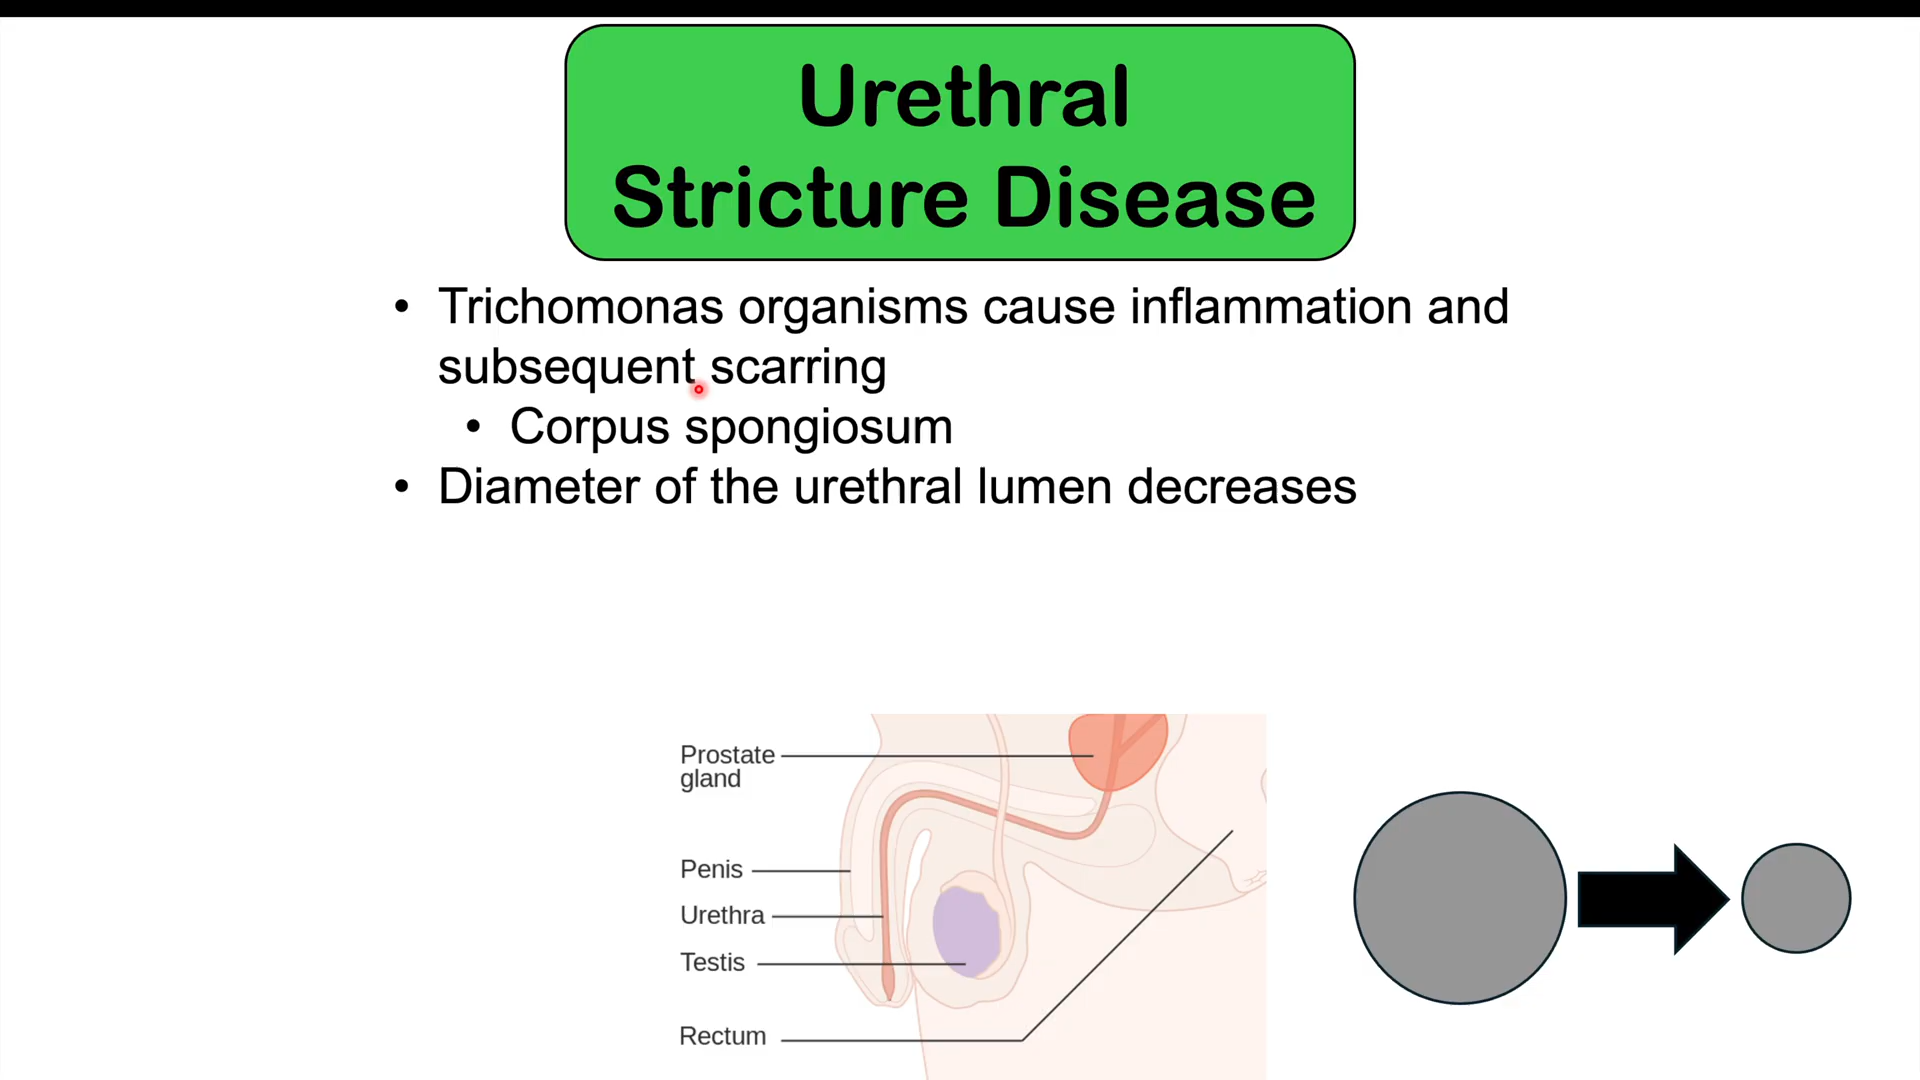 Urethral
Stricture Disease
• Trichomonas organisms cause inflammation and
subsequent scarring
• Corpus spongiosum
• Diameter of the urethral lumen decreases
Prostate
gland
Penis
Urethra
Testis
Rectum